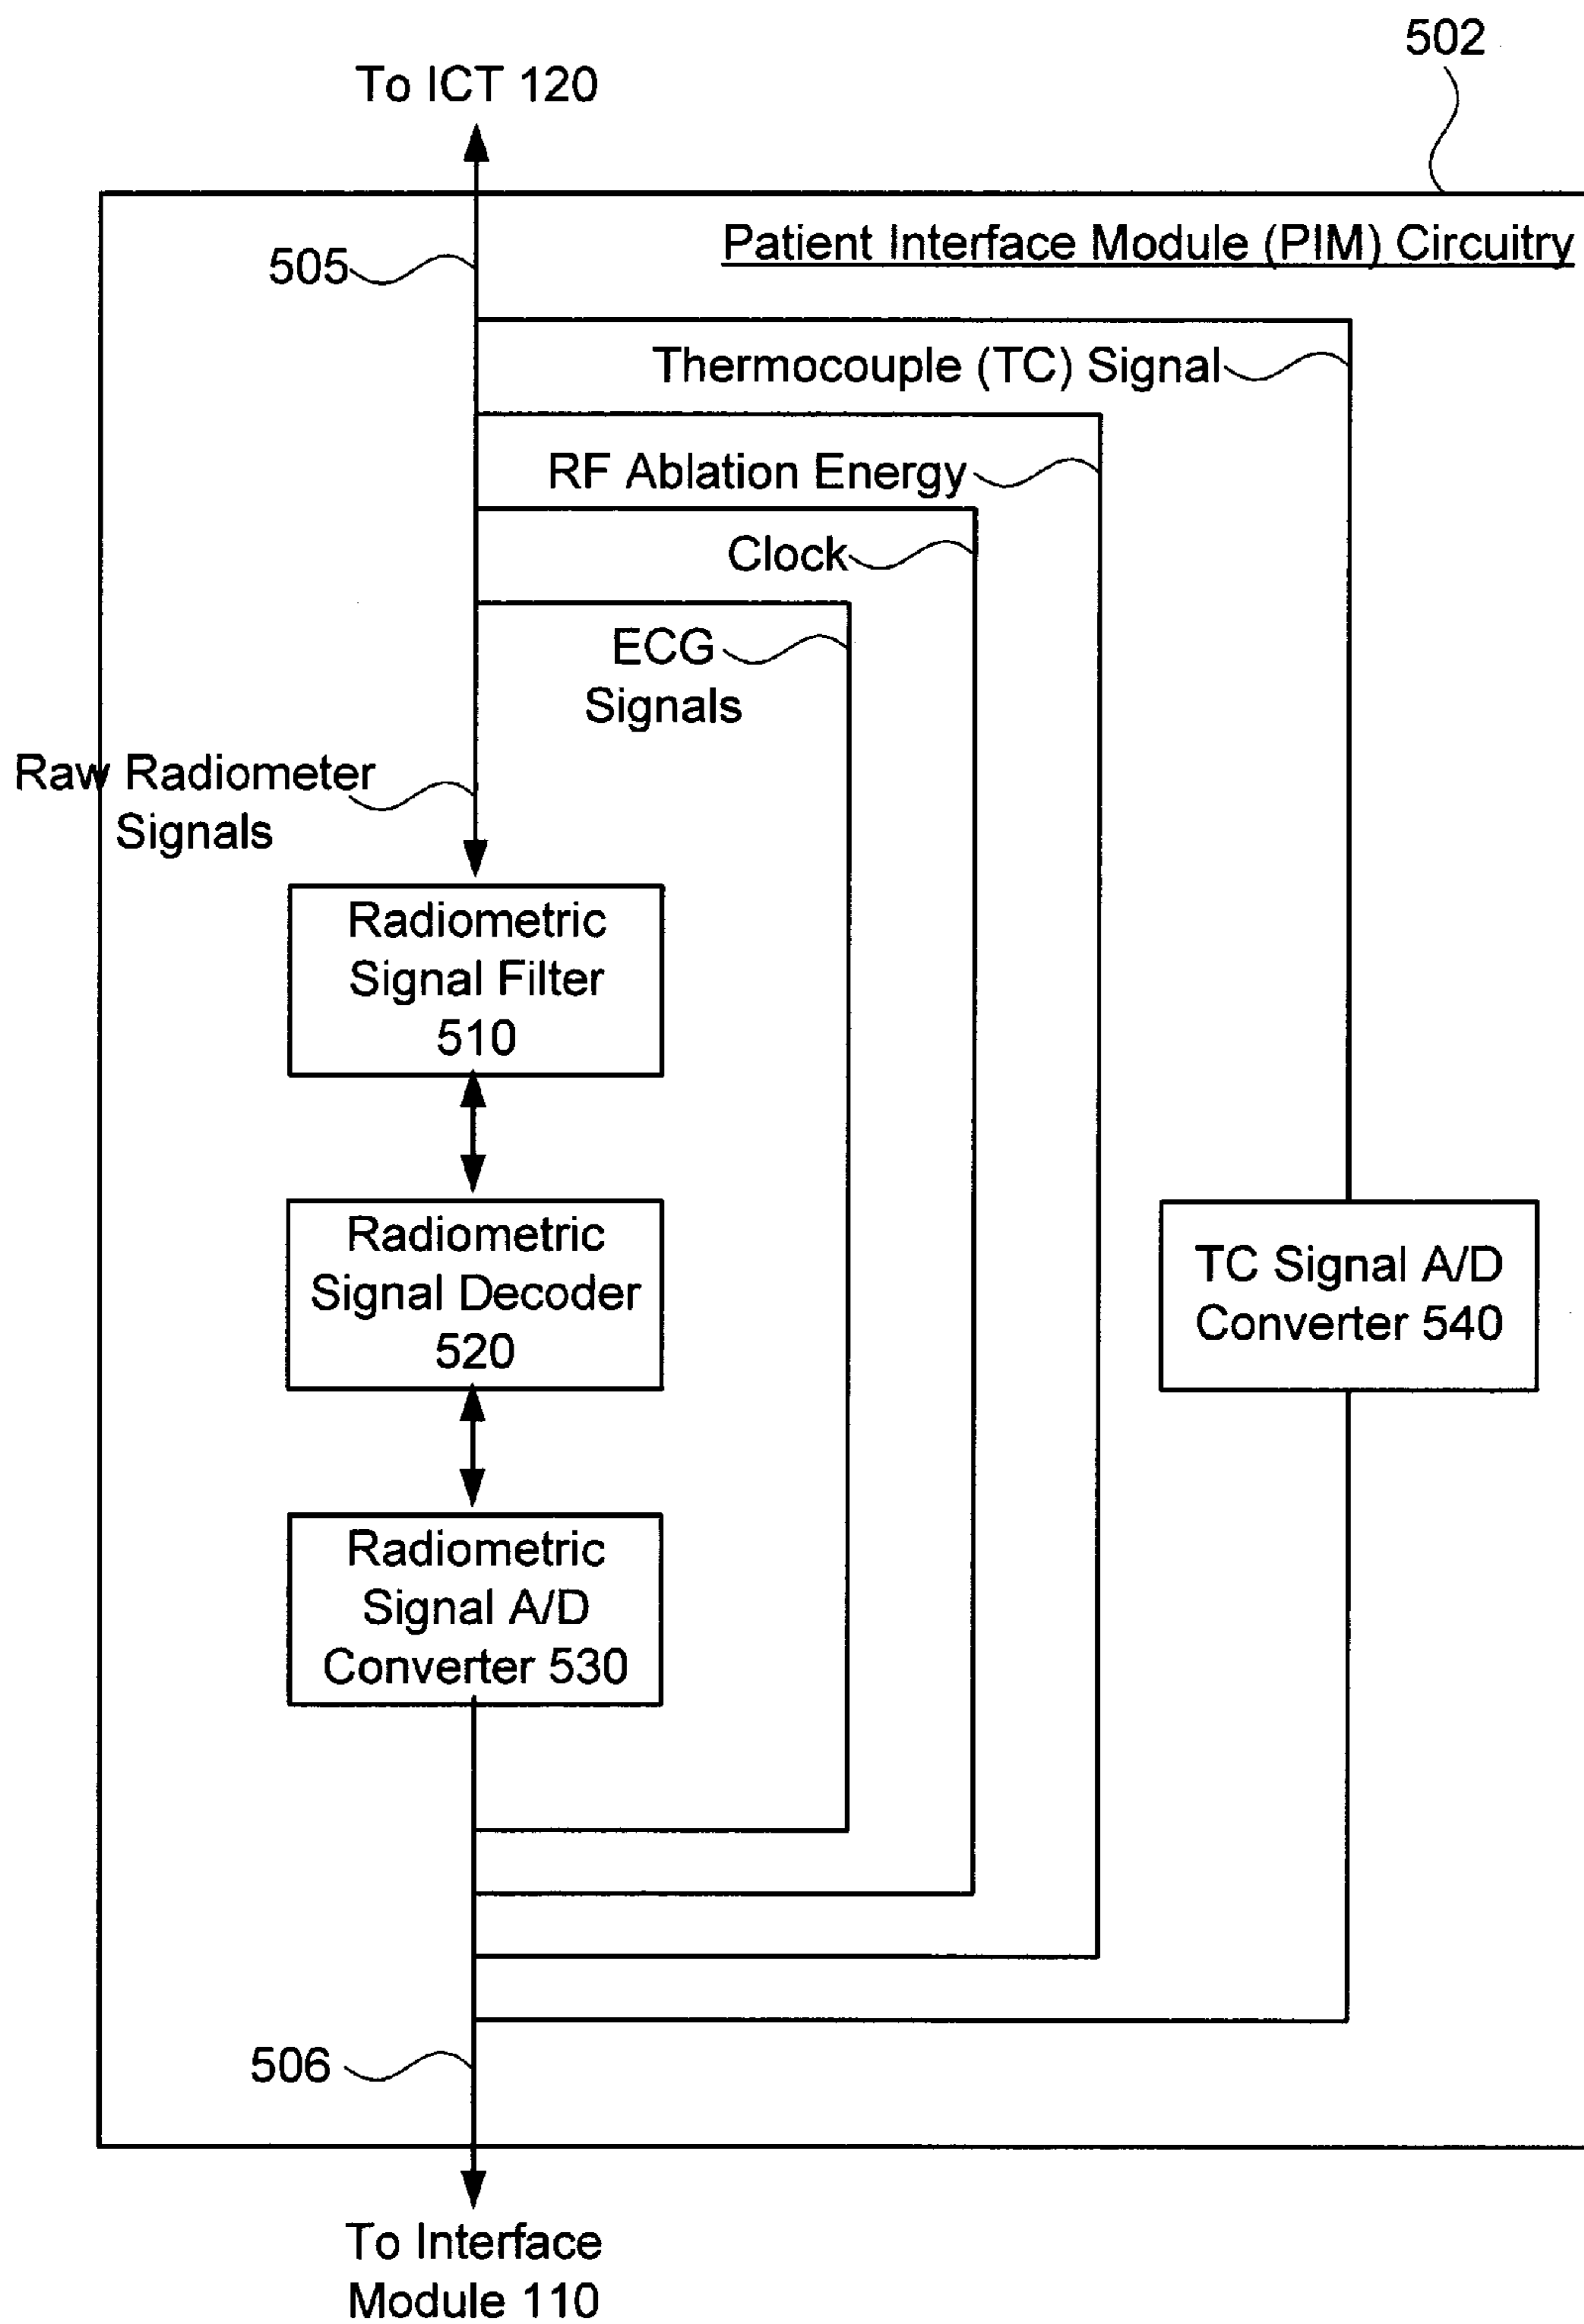 502
To ICT 120
Patient Interface Module (PIM) Circuitry
505
Thermocouple (TC) Signal
RF Ablation Energy
Clock
ECG
Signals
Raw Radiometer
Signals
Radiometric
Signal Filter
510
Radiometric
Signal Decoder
520
TC Signal A/D
Converter 540
Radiometric
Signal A/D
Converter 530
506
To Interface
Module 110